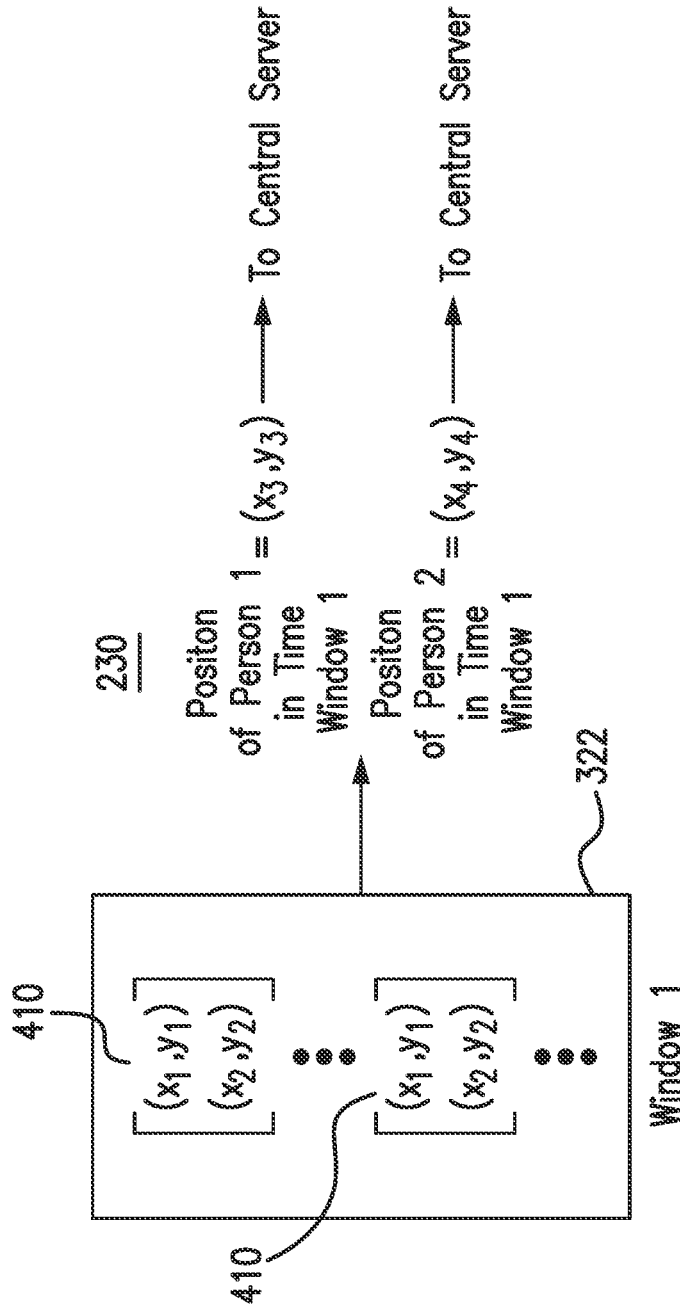 230
410
(x1,y1)
(x2,y2)
410
(x1,y1)
(x2,y2)
322
Window 1
Positon
of Person 1 = (x3,y3)
in Time
Window 1
To Central Server
Positon
of Person 2 = (x4,y4)
in Time
Window 1
To Central Server